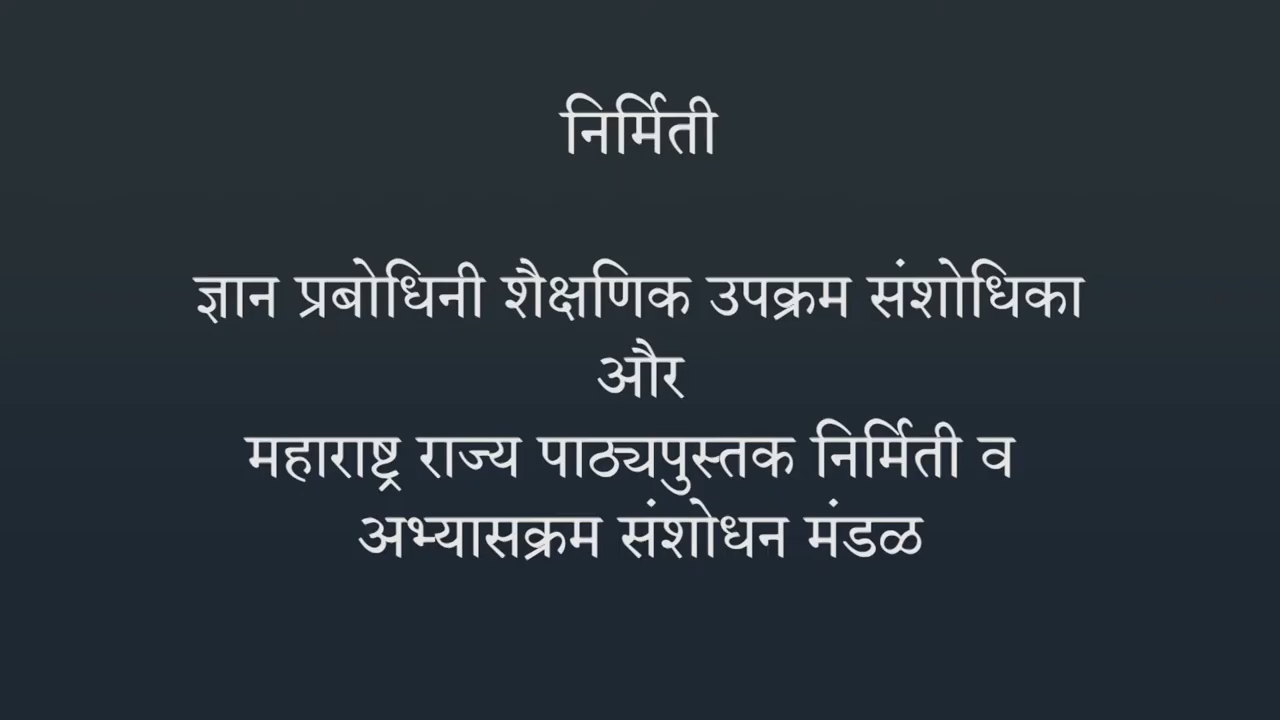 निर्मिती
ज्ञान प्रबोधिनी शैक्षणिक उपक्रम संशोधिका
और
महाराष्ट्र राज्य पाठ्यपुस्तक निर्मिती व
अभ्यासक्रम संशोधन मंडळ